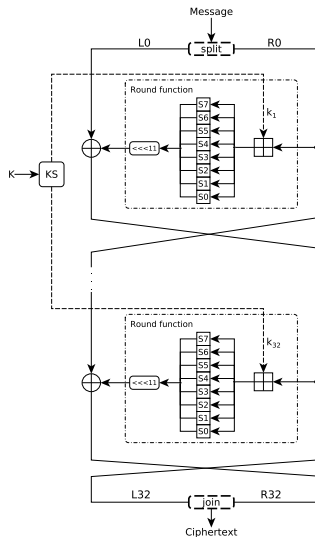 Message
L0
split
R0
Round function
k1
S7
S6
S5
S4
S3
S2
S1
S0
<<<11
K
KS
Round function
k32
S7
S6
S5
S4
S3
S2
S1
S0
<<<11
L32
join
R32
Ciphertext